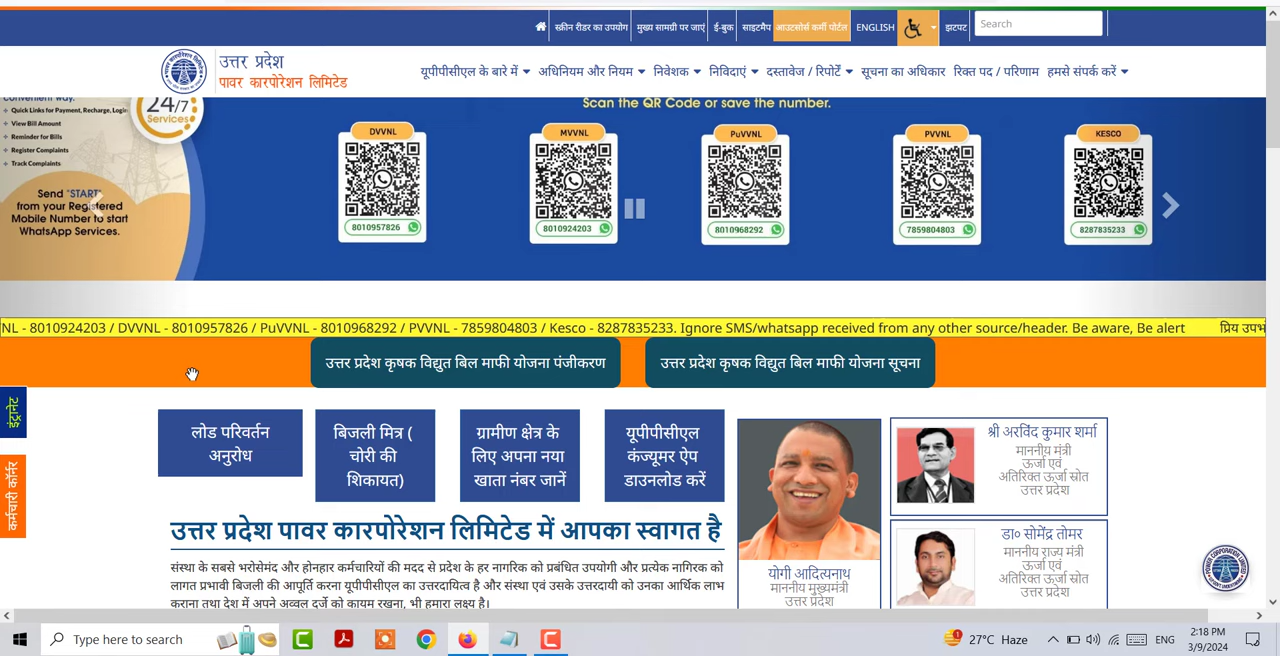 स्क्रीन रीडर का उपयोग
मुख्य सामग्री पर जाएं
ई-बुक
साइटमैप
आउटसोर्स कर्मी पोर्टल
ENGLISH
झटपट
Search
उत्तर प्रदेश
पावर कारपोरेशन लिमिटेड
यूपीपीसीएल के बारे में
अधिनियम और नियम
निवेशक
निविदाएं
दस्तावेज / रिपोर्टें
सूचना का अधिकार
रिक्त पद / परिणाम
हमसे संपर्क करें
convenient way.
Quick Links for Payment, Recharge, Login
View Bill Amount
Reminder for Bills
Register Complaints
Track Complaints
24/7
Services
Send "START"
from your Registered
Mobile Number to start
WhatsApp Services.
Scan the QR Code or save the number.
DVVNL
8010957826
MVVNL
8010924203
PuVVNL
8010968292
PVVNL
7859804803
KESCO
8287835233
NL - 8010924203 / DVVNL - 8010957826 / PuVVNL - 8010968292 / PVVNL - 7859804803 / Kesco - 8287835233. Ignore SMS/whatsapp received from any other source/header. Be aware, Be alert
प्रिय
उत्तर प्रदेश कृषक विद्युत बिल माफी योजना पंजीकरण
उत्तर प्रदेश कृषक विद्युत बिल माफी योजना सूचना
इंट्रानेट
कर्मचारी कॉर्नर
लोड परिवर्तन
अनुरोध
बिजली मित्र (
चोरी की
शिकायत)
ग्रामीण क्षेत्र के
लिए अपना नया
खाता नंबर जानें
यूपीपीसीएल
कंज्यूमर ऐप
डाउनलोड करें
उत्तर प्रदेश पावर कारपोरेशन लिमिटेड में आपका स्वागत है
संस्था के सबसे भरोसेमंद और होनहार कर्मचारियों की मदद से प्रदेश के हर नागरिक को प्रबंधित उपयोगी और प्रत्येक नागरिक को
लागत प्रभावी बिजली की आपूर्ति करना यूपीपीसीएल का उत्तरदायित्व है और संस्था एवं उसके उत्तरदायी को उनका आर्थिक लाभ
कराना तथा देश में अपने अव्वल दर्जे को कायम रखना, भी हमारा लक्ष्य है।
योगी आदित्यनाथ
माननीय मुख्यमंत्री
उत्तर प्रदेश
श्री अरविंद कुमार शर्मा
माननीय मंत्री
ऊर्जा एवं
अतिरिक्त ऊर्जा स्रोत
उत्तर प्रदेश
डा० सोमेंद्र तोमर
माननीय राज्य मंत्री
ऊर्जा एवं
अतिरिक्त ऊर्जा स्रोत
उत्तर प्रदेश
Type here to search
27°C Haze
ENG
2:18 PM
3/9/2024